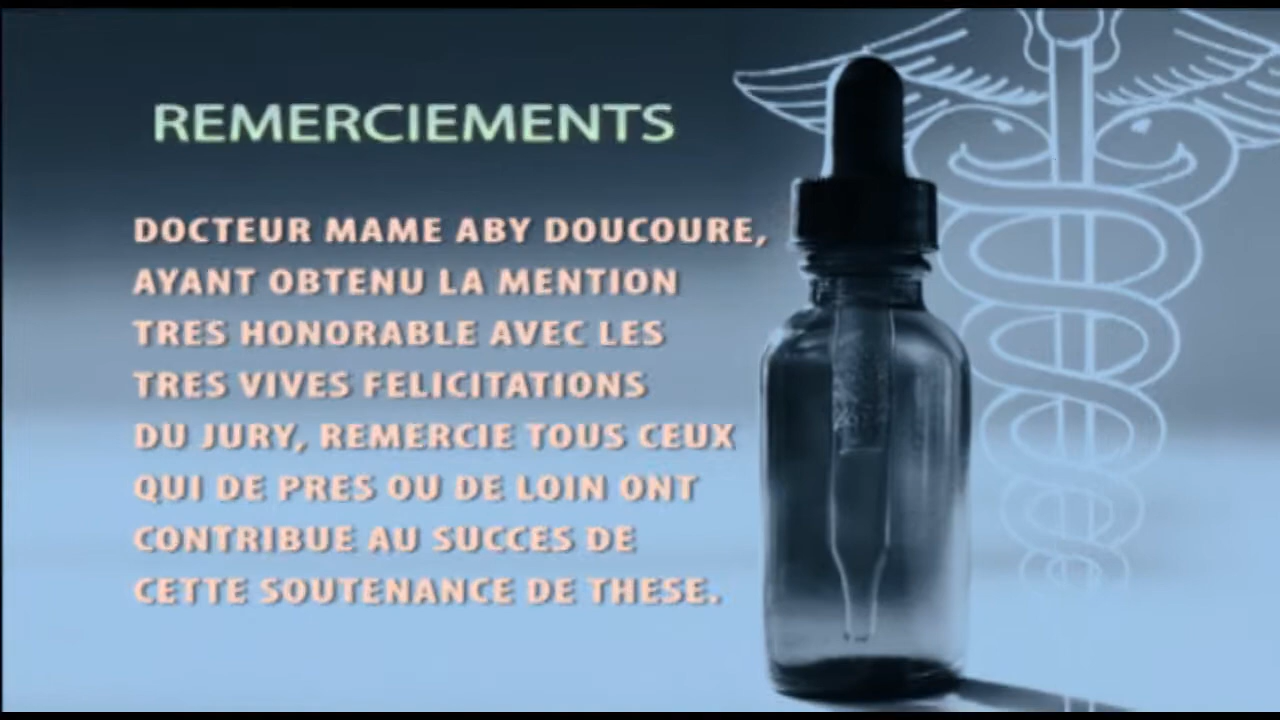 REMERCIEMENTS
DOCTEUR MAME ABY DOUCOURE,
AYANT OBTENU LA MENTION
TRES HONORABLE AVEC LES
TRES VIVES FELICITATIONS
DU JURY, REMERCIE TOUS CEUX
QUI DE PRES OU DE LOIN ONT
CONTRIBUE AU SUCCES DE
CETTE SOUTENANCE DE THESE.